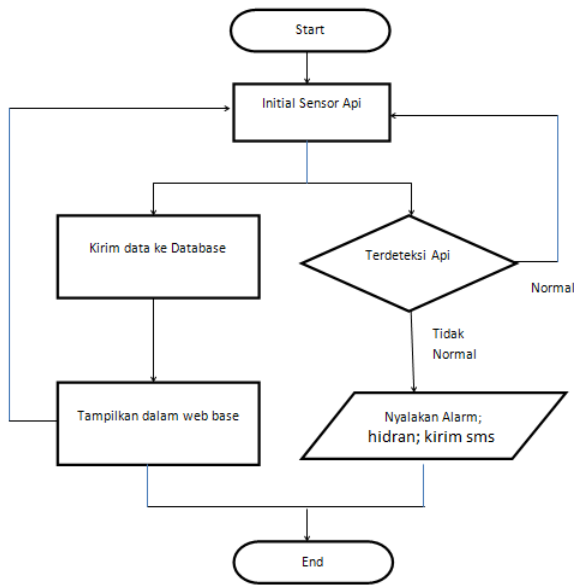 Start
Initial Sensor Api
Kirim data ke Database
Terdeteksi Api
Normal
Tidak
Normal
Tampilkan dalam web base
Nyalakan Alarm;
hidran; kirim sms
End